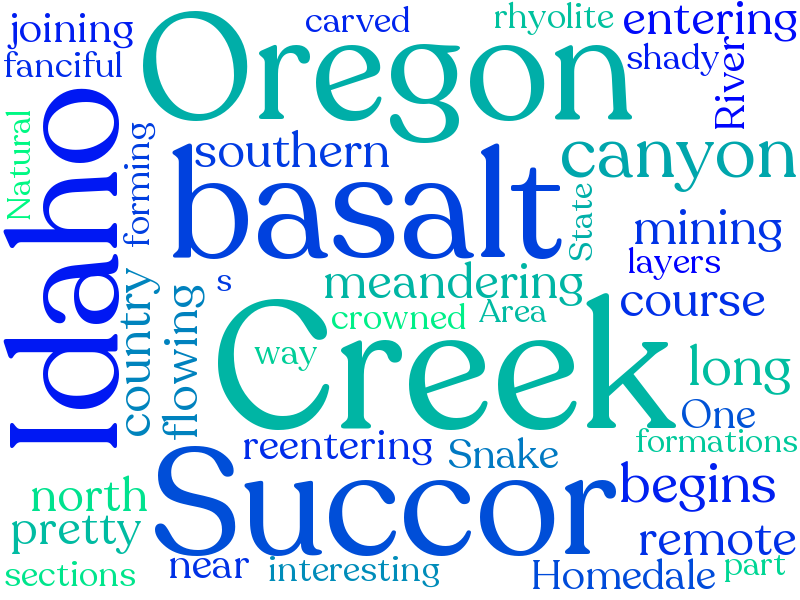 joining
carved
rhyolite
entering
fanciful
Oregon
shady
River
Idaho
Natural
forming
southern
basalt
canyon
State
mining
layers
s
meandering
country
flowing
crowned
Area
course
Creek
way
long
One
formations
reentering
Snake
north
pretty
Succor
begins
remote
sections
near
interesting
Homedale
part